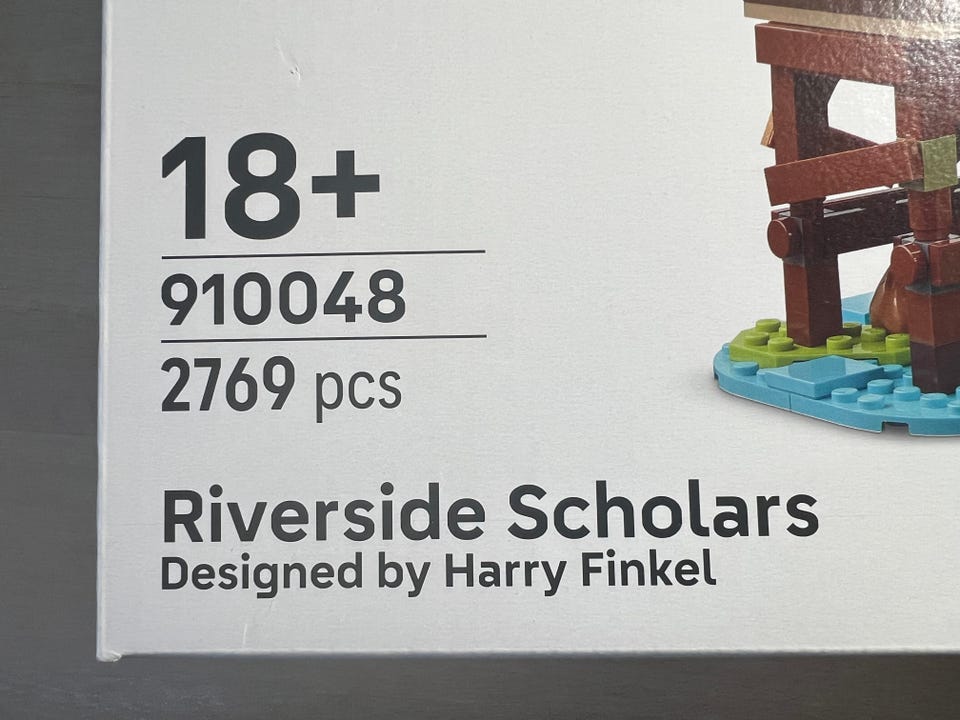 18+
910048
2769 pcs
Riverside Scholars
Designed by Harry Finkel